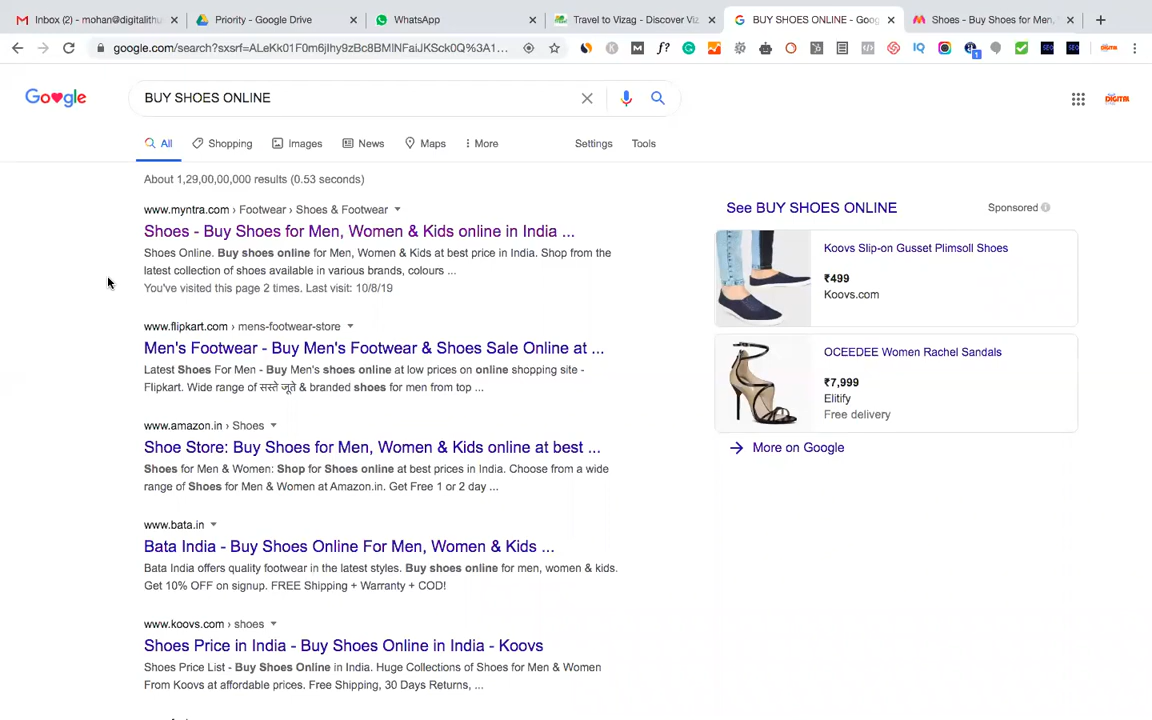 Inbox (2) - mohan@digitalithu
Priority - Google Drive
WhatsApp
Travel to Vizag - Discover Viz
BUY SHOES ONLINE - Goo
Shoes - Buy Shoes for Men,
google.com/search?sxsrf=ALeKk01F0m6jIhy9zBc8BMlNFaiJKSck0Q%3A1...
Google
BUY SHOES ONLINE
All
Shopping
Images
News
Maps
More
Settings
Tools
About 1,29,00,00,000 results (0.53 seconds)
www.myntra.com › Footwear › Shoes & Footwear
Shoes - Buy Shoes for Men, Women & Kids online in India ...
Shoes Online. Buy shoes online for Men, Women & Kids at best price in India. Shop from the
latest collection of shoes available in various brands, colours ...
You've visited this page 2 times. Last visit: 10/8/19
www.flipkart.com › mens-footwear-store
Men's Footwear - Buy Men's Footwear & Shoes Sale Online at ...
Latest Shoes For Men - Buy Men's shoes online at low prices on online shopping site -
Flipkart. Wide range of सस्ते जूते & branded shoes for men from top ...
www.amazon.in › Shoes
Shoe Store: Buy Shoes for Men, Women & Kids online at best ...
Shoes for Men & Women: Shop for Shoes online at best prices in India. Choose from a wide
range of Shoes for Men & Women at Amazon.in. Get Free 1 or 2 day ...
www.bata.in
Bata India - Buy Shoes Online For Men, Women & Kids ...
Bata India offers quality footwear in the latest styles. Buy shoes online for men, women & kids.
Get 10% OFF on signup. FREE Shipping + Warranty + COD!
www.koovs.com › shoes
Shoes Price in India - Buy Shoes Online in India - Koovs
Shoes Price List - Buy Shoes Online in India. Huge Collections of Shoes for Men & Women
From Koovs at affordable prices. Free Shipping, 30 Days Returns, ...
See BUY SHOES ONLINE
Sponsored
Koovs Slip-on Gusset Plimsoll Shoes
₹499
Koovs.com
OCEEDEE Women Rachel Sandals
₹7,999
Elitify
Free delivery
More on Google